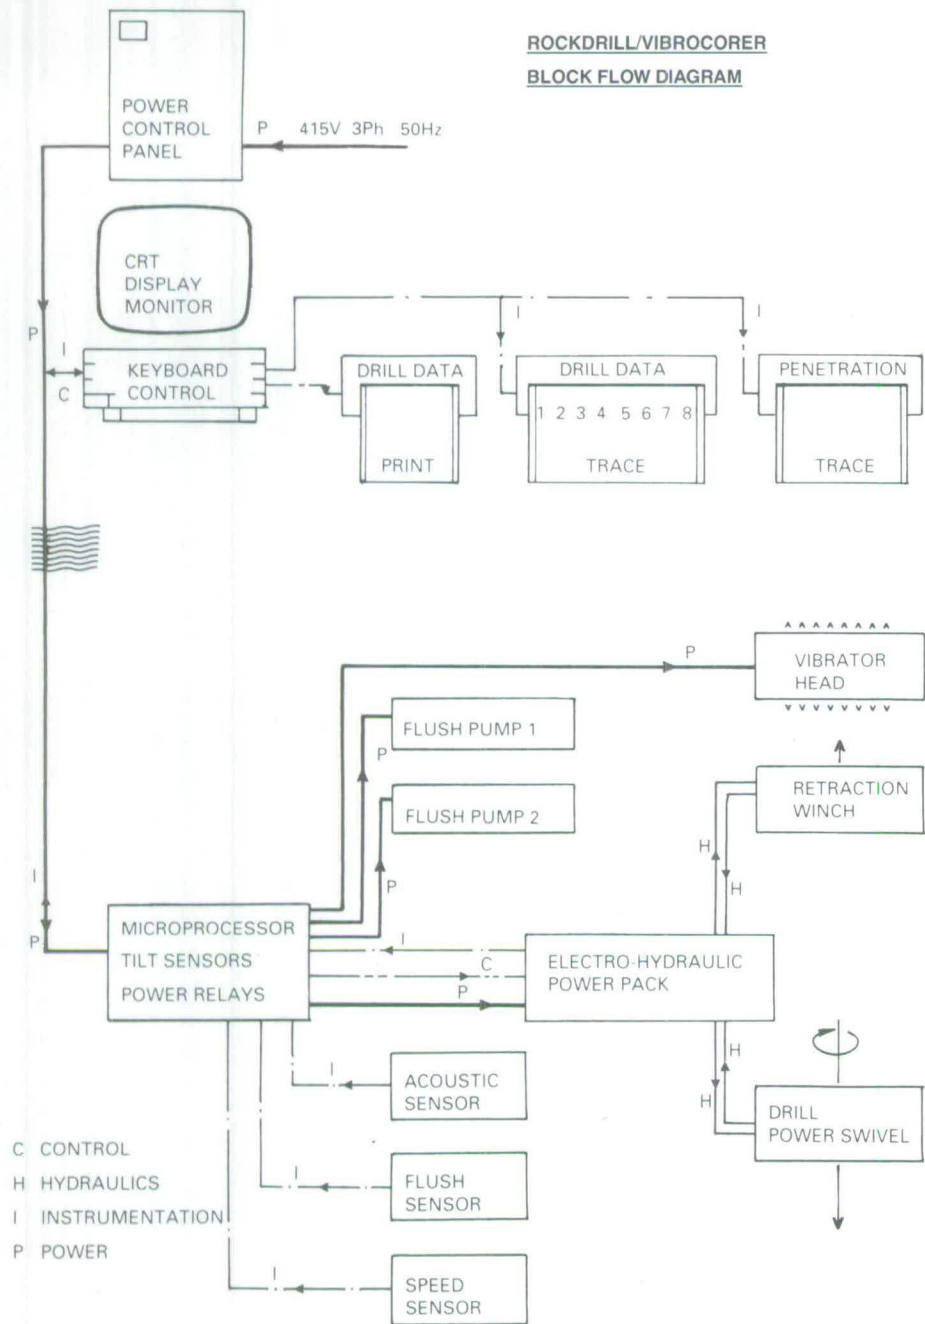 ROCKDRILL/VIBROCORER
BLOCK FLOW DIAGRAM
POWER
CONTROL
PANEL
P 415V 3Ph 50Hz
CRT
DISPLAY
MONITOR
P
I
C
KEYBOARD
CONTROL
I
I
DRILL DATA
PRINT
DRILL DATA
1 2 3 4 5 6 7 8
TRACE
PENETRATION
TRACE
P
VIBRATOR
HEAD
FLUSH PUMP 1
P
FLUSH PUMP 2
P
RETRACTION
WINCH
H
H
I
P
MICROPROCESSOR
TILT SENSORS
POWER RELAYS
I
C
P
ELECTRO-HYDRAULIC
POWER PACK
H
H
DRILL
POWER SWIVEL
I
ACOUSTIC
SENSOR
I
FLUSH
SENSOR
I
SPEED
SENSOR
C CONTROL
H HYDRAULICS
I INSTRUMENTATION
P POWER